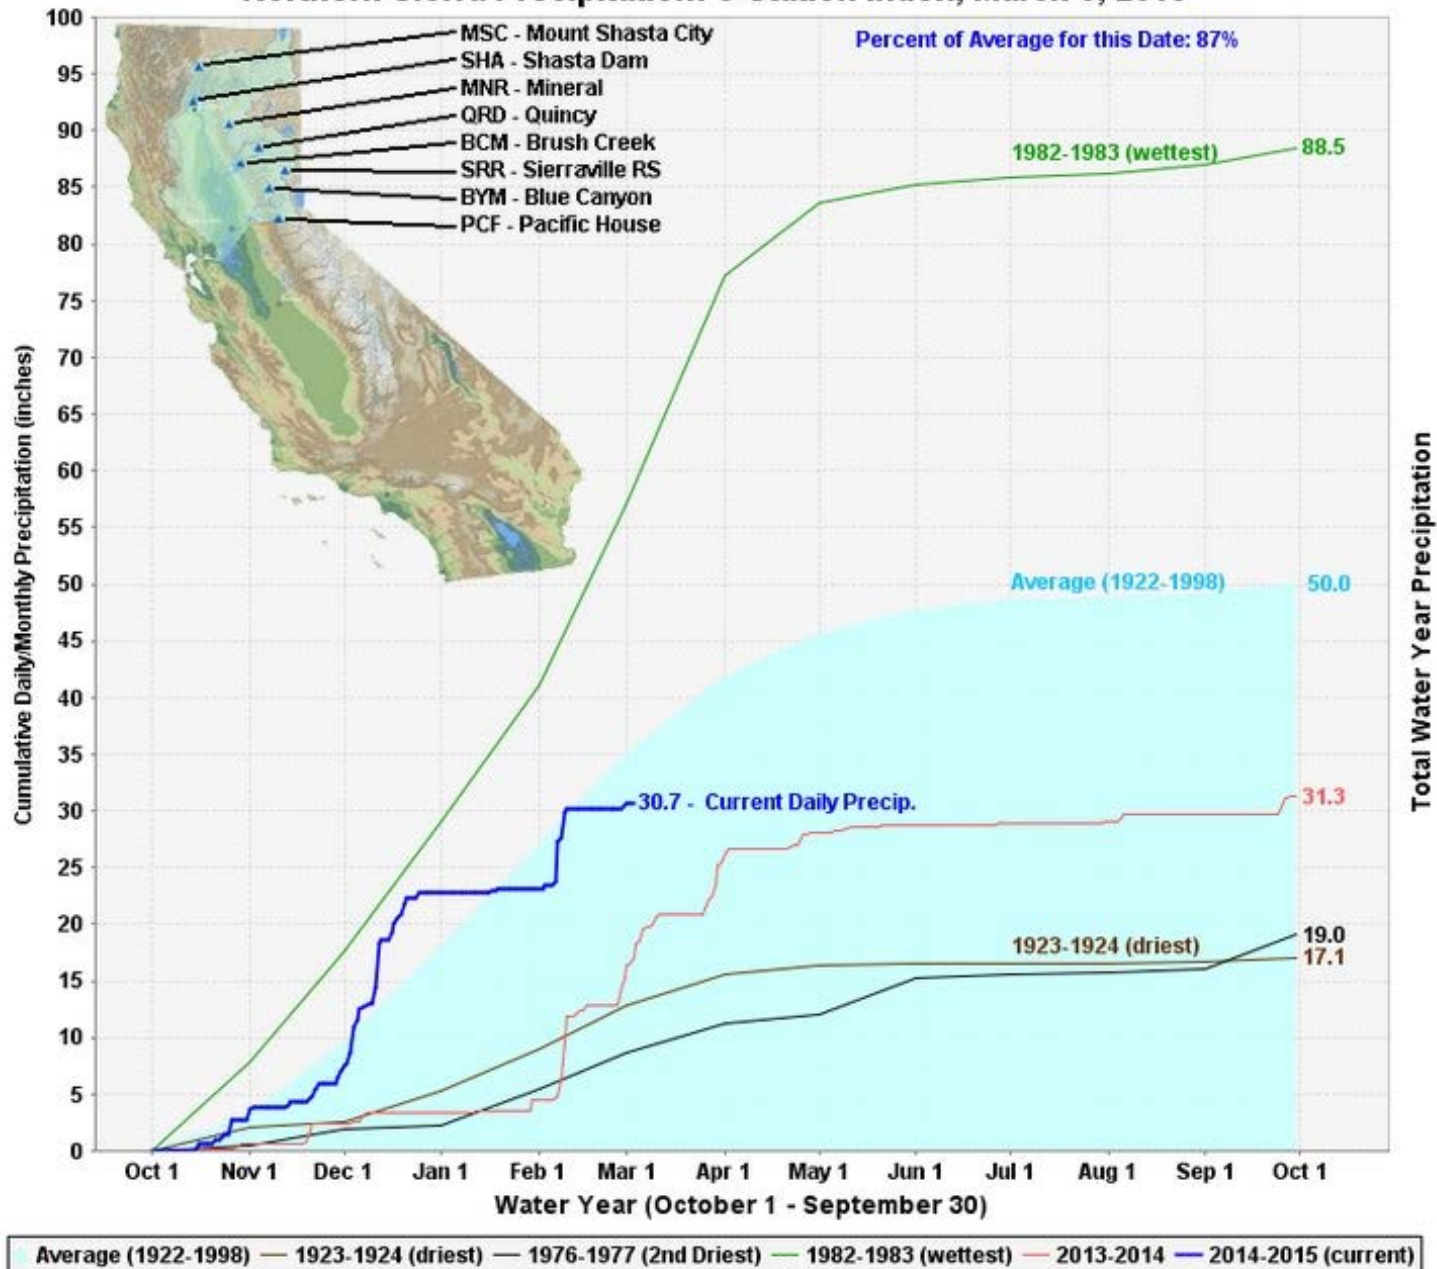 100
95
90
85
80
75
70
65
60
55
50
45
40
35
30
25
20
15
10
5
0
Cumulative Daily/Monthly Precipitation (inches)
MSC - Mount Shasta City
SHA - Shasta Dam
MNR - Mineral
QRD - Quincy
BCM - Brush Creek
SRR - Sierraville RS
BYM - Blue Canyon
PCF - Pacific House
Percent of Average for this Date: 87%
1982-1983 (wettest)
88.5
Average (1922-1998)
50.0
30.7 - Current Daily Precip.
31.3
1923-1924 (driest)
19.0
17.1
Total Water Year Precipitation
Oct 1 Nov 1 Dec 1 Jan 1 Feb 1 Mar 1 Apr 1 May 1 Jun 1 Jul 1 Aug 1 Sep 1 Oct 1
Water Year (October 1 - September 30)
Average (1922-1998) 1923-1924 (driest) 1976-1977 (2nd Driest) 1982-1983 (wettest) 2013-2014 2014-2015 (current)